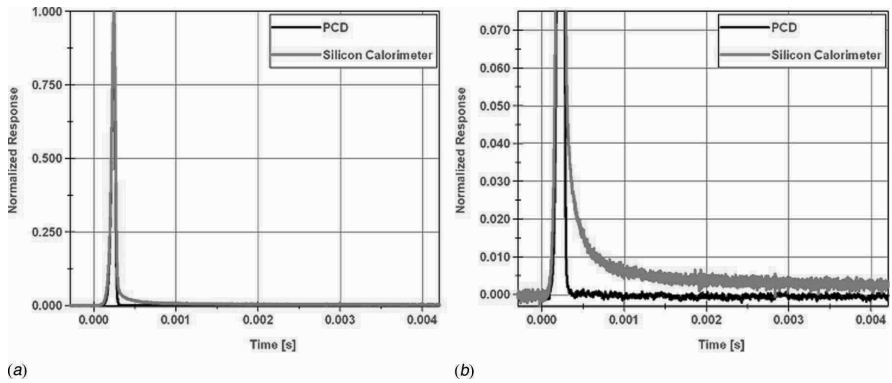 1.000
0.750
0.500
0.250
0.000
Normalized Response
0.000 0.001 0.002 0.003 0.004
Time [s]
PCD
Silicon Calorimeter
(a)
0.070
0.060
0.050
0.040
0.030
0.020
0.010
0.000
Normalized Response
0.000 0.001 0.002 0.003 0.004
Time [s]
PCD
Silicon Calorimeter
(b)